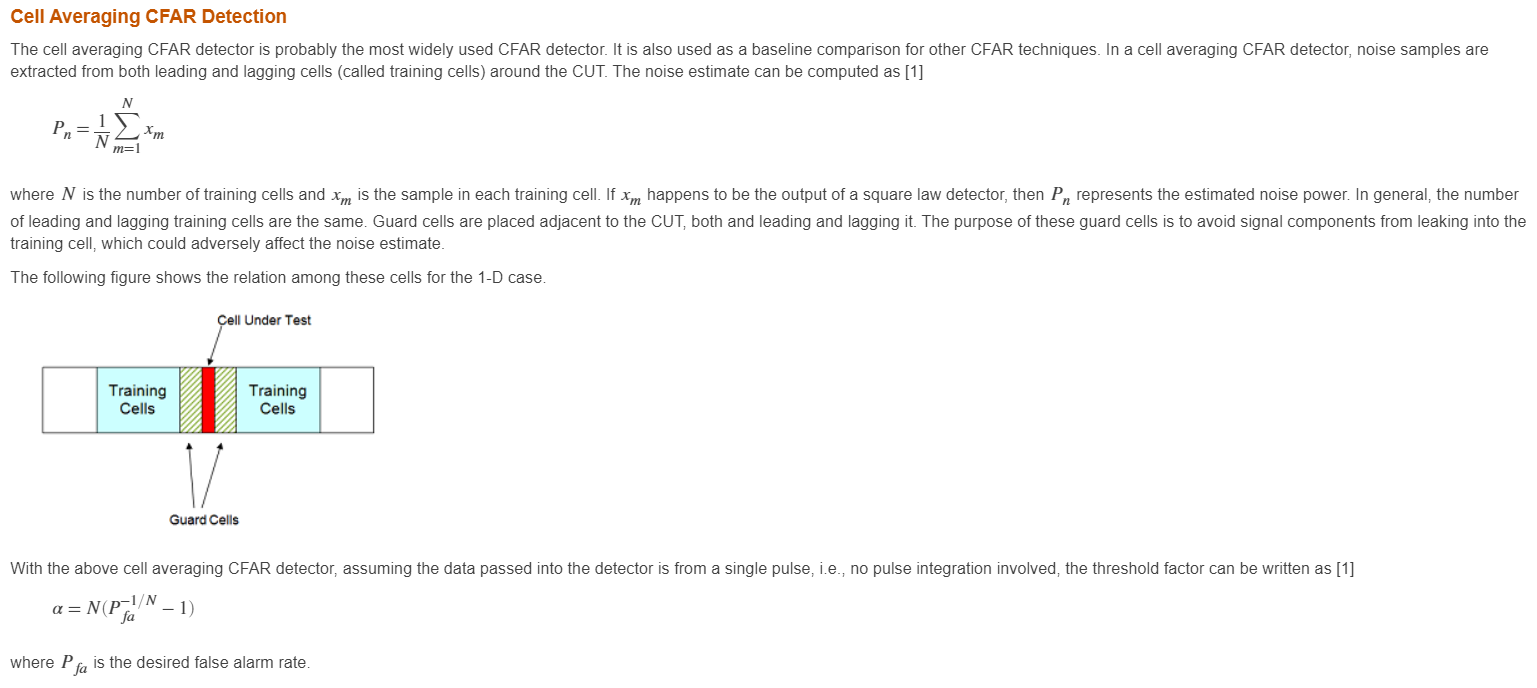 Cell Averaging CFAR Detection
The cell averaging CFAR detector is probably the most widely used CFAR detector. It is also used as a baseline comparison for other CFAR techniques. In a cell averaging CFAR detector, noise samples are
extracted from both leading and lagging cells (called training cells) around the CUT. The noise estimate can be computed as [1]
P_n = \frac{1}{N} \sum_{m=1}^{N} x_m
where N is the number of training cells and x_m is the sample in each training cell. If x_m happens to be the output of a square law detector, then P_n represents the estimated noise power. In general, the number
of leading and lagging training cells are the same. Guard cells are placed adjacent to the CUT, both and leading and lagging it. The purpose of these guard cells is to avoid signal components from leaking into the
training cell, which could adversely affect the noise estimate.
The following figure shows the relation among these cells for the 1-D case.
Cell Under Test
Training Cells
Training Cells
Guard Cells
With the above cell averaging CFAR detector, assuming the data passed into the detector is from a single pulse, i.e., no pulse integration involved, the threshold factor can be written as [1]
α = N(P_{fa}^{-1/N} – 1)
where P_{fa} is the desired false alarm rate.